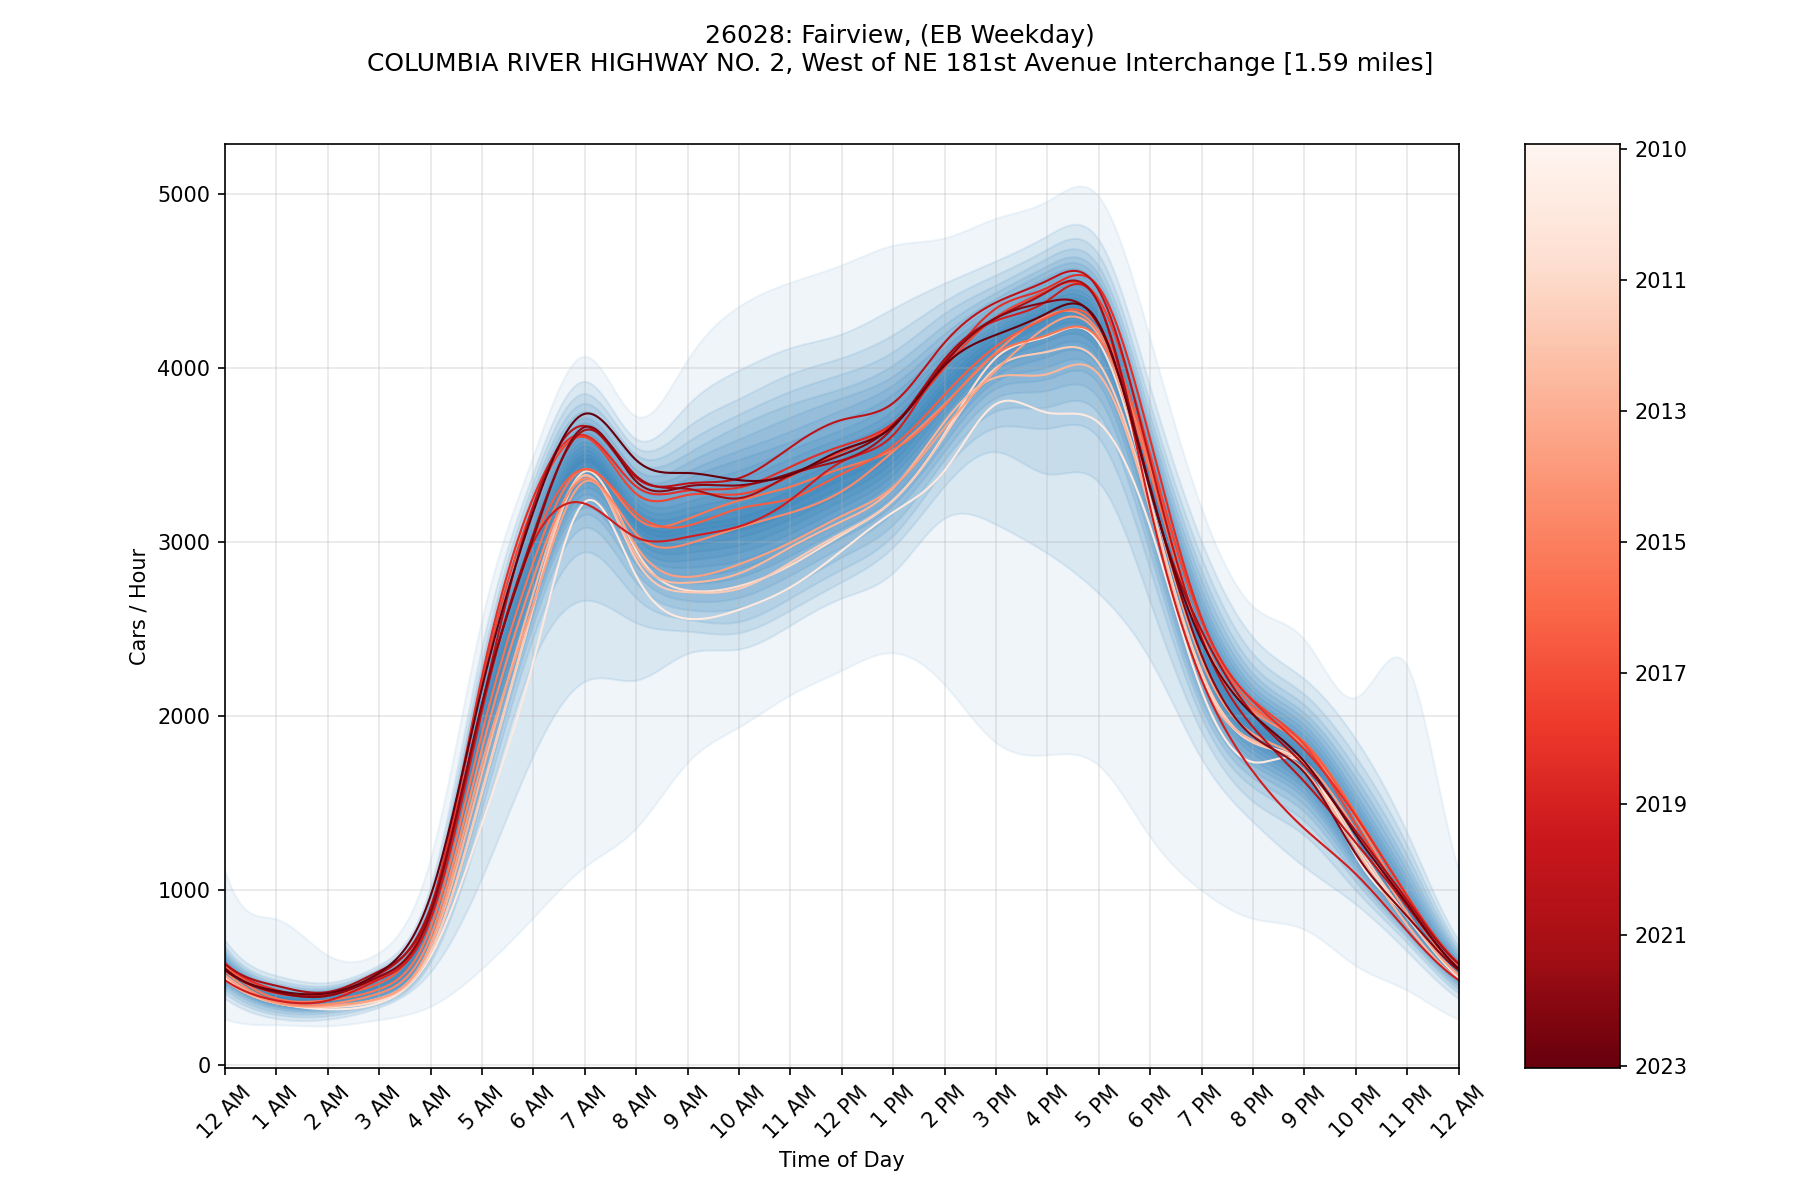 26028: Fairview, (EB Weekday)
COLUMBIA RIVER HIGHWAY NO. 2, West of NE 181st Avenue Interchange [1.59 miles]
Cars / Hour
5000
4000
3000
2000
1000
0
12 AM
1 AM
2 AM
3 AM
4 AM
5 AM
6 AM
7 AM
8 AM
9 AM
10 AM
11 AM
12 PM
1 PM
2 PM
3 PM
4 PM
5 PM
6 PM
7 PM
8 PM
9 PM
10 PM
11 PM
12 AM
Time of Day
2010
2011
2013
2015
2017
2019
2021
2023